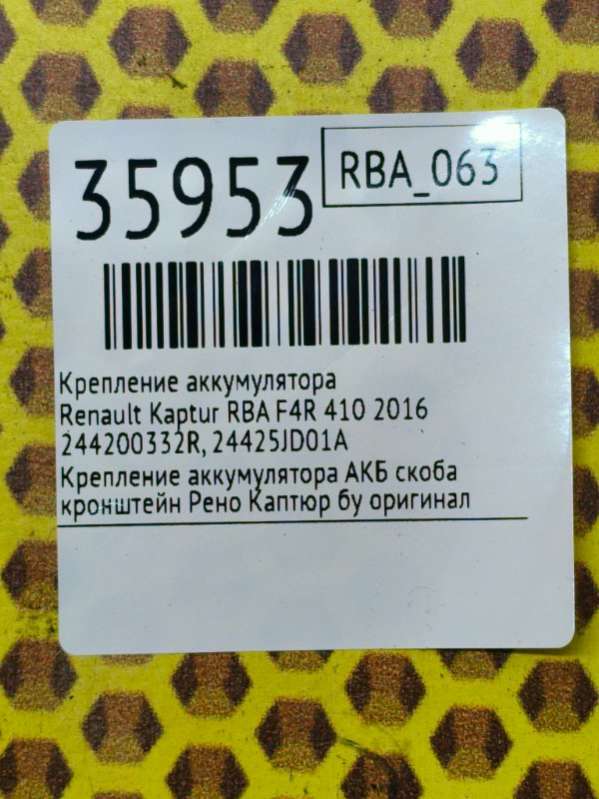 35953
RBA_063
Крепление аккумулятора
Renault Kaptur RBA F4R 410 2016
244200332R, 24425JD01A
Крепление аккумулятора АКБ скоба
кронштейн Рено Каптюр бу оригинал